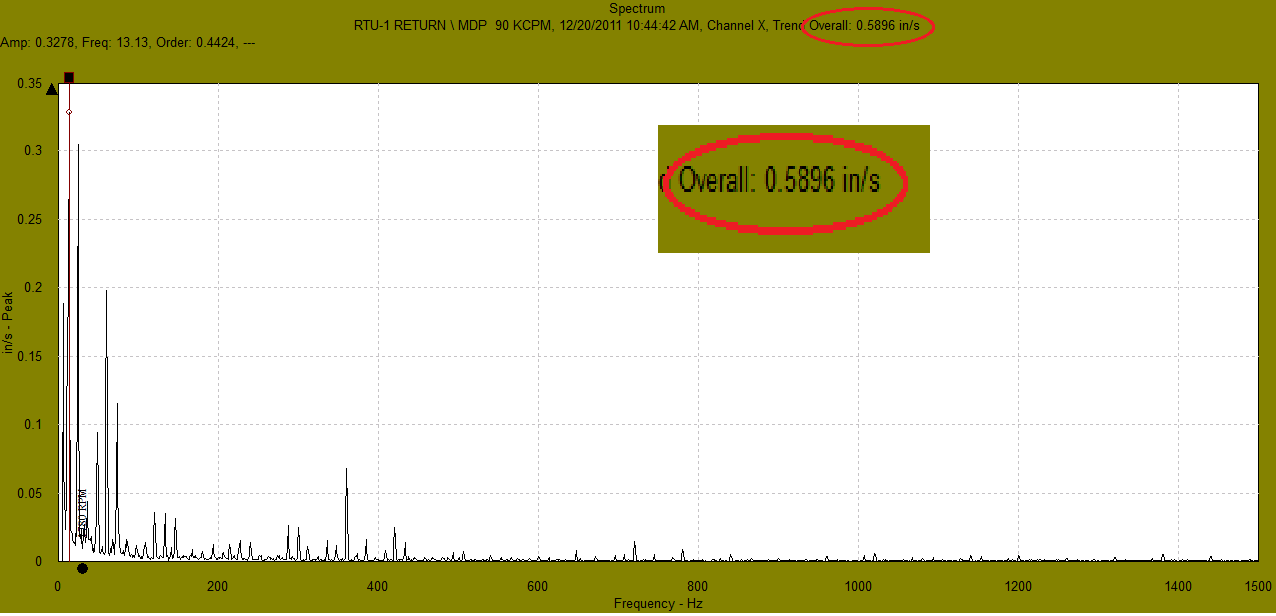 Spectrum
RTU-1 RETURN \ MDP 90 KCPM, 12/20/2011 10:44:42 AM, Channel X, Trend Overall: 0.5896 in/s
Amp: 0.3278, Freq: 13.13, Order: 0.4424, ---
0.35
0.3
0.25
0.2
0.15
0.1
0.05
0
in/s - Peak
d Overall: 0.5896 in/s
RPM
0 200 400 600 800 1000 1200 1400 1500
Frequency - Hz